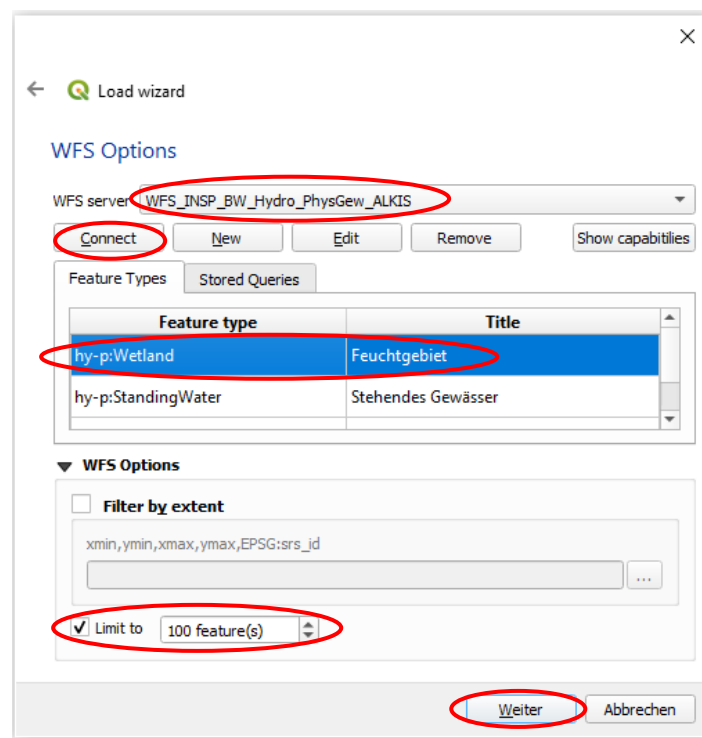 Load wizard
WFS Options
WFS server WFS_INSP_BW_Hydro_PhysGew_ALKIS
Connect New Edit Remove Show capabitilies
Feature Types Stored Queries
Feature type Title
hy-p:Wetland Feuchtgebiet
hy-p:StandingWater Stehendes Gewässer
WFS Options
Filter by extent
xmin,ymin,xmax,ymax,EPSG:srs_id
...
Limit to 100 feature(s)
Weiter Abbrechen